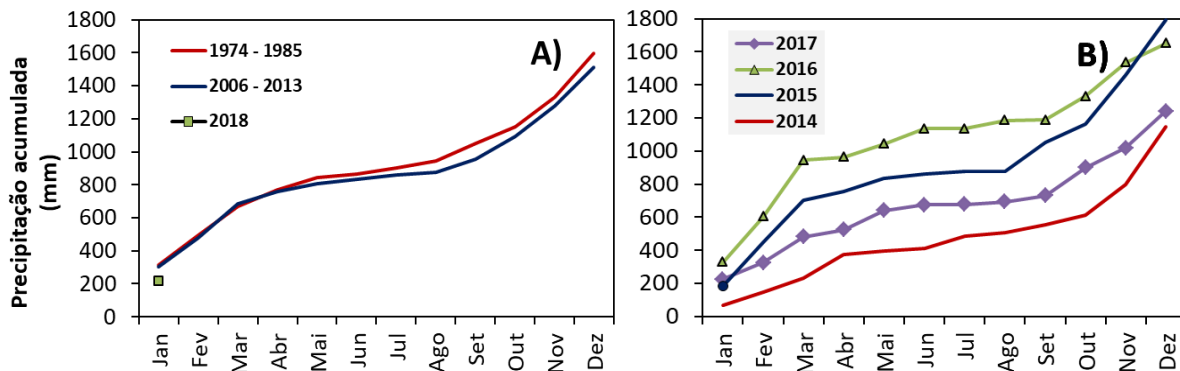 Precipitação acumulada
(mm)
A)
1800
1600
1400
1200
1000
800
600
400
200
0
1974 - 1985
2006 - 2013
2018
Jan
Fev
Mar
Abr
Mai
Jun
Jul
Ago
Set
Out
Nov
Dez
B)
1800
1600
1400
1200
1000
800
600
400
200
0
2017
2016
2015
2014
Jan
Fev
Mar
Abr
Mai
Jun
Jul
Ago
Set
Out
Nov
Dez